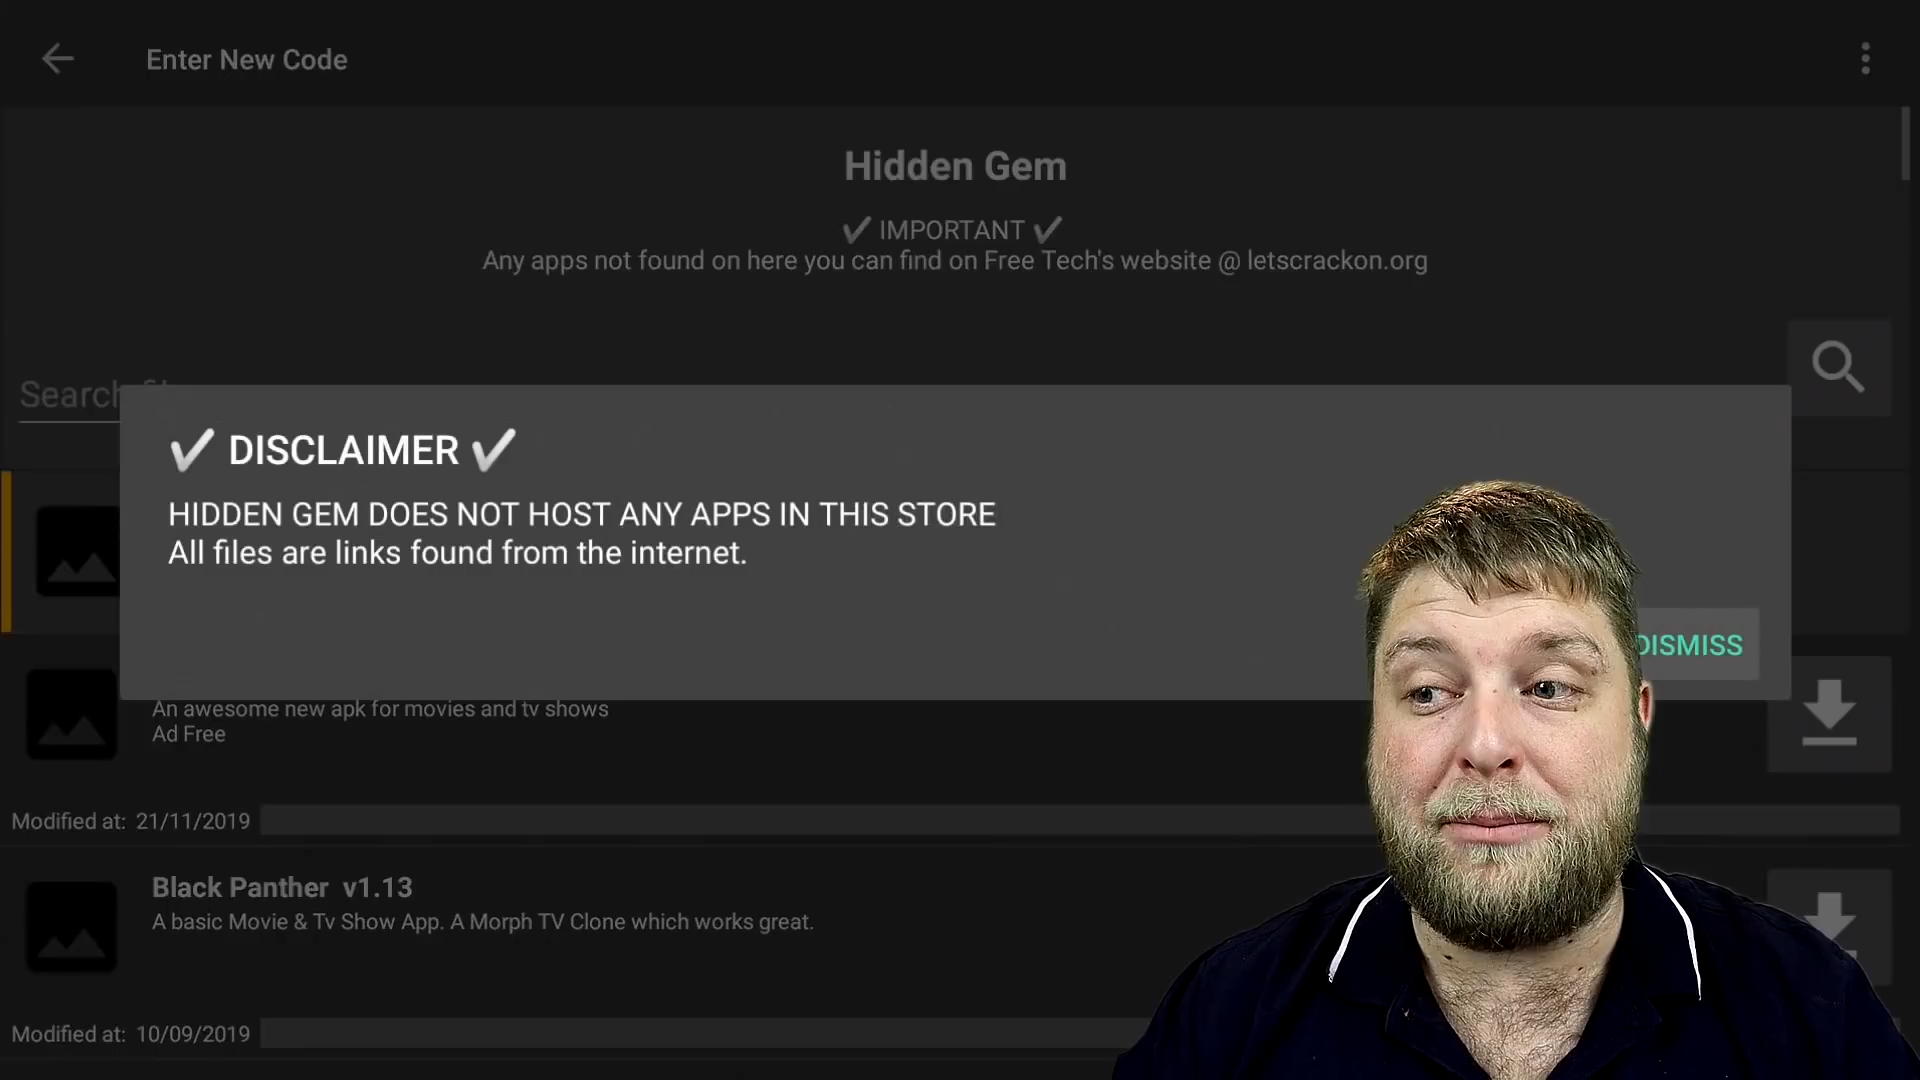 Enter New Code
Hidden Gem
✔ IMPORTANT ✔
Any apps not found on here you can find on Free Tech's website @ letscrackon.org
Search
✔ DISCLAIMER ✔
HIDDEN GEM DOES NOT HOST ANY APPS IN THIS STORE
All files are links found from the internet.
DISMISS
An awesome new apk for movies and tv shows
Ad Free
Modified at: 21/11/2019
Black Panther v1.13
A basic Movie & Tv Show App. A Morph TV Clone which works great.
Modified at: 10/09/2019